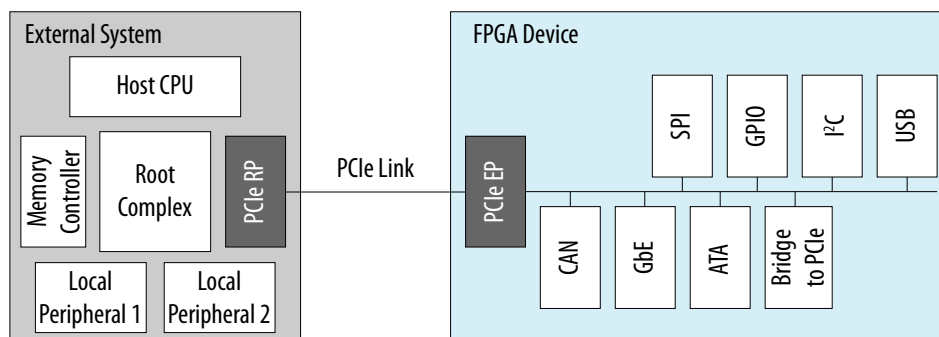 External System
Host CPU
Memory
Controller
Root
Complex
PCIe RP
Local
Peripheral 1
Local
Peripheral 2
PCIe Link
FPGA Device
PCIe EP
SPI
GPIO
I²C
USB
CAN
GbE
ATA
Bridge
to PCIe